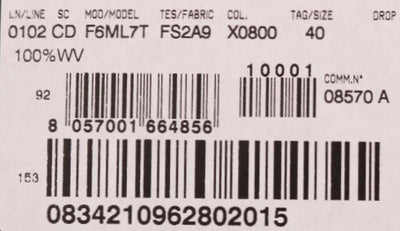 LN/LINE SC MOD/MODEL TES/FABRIC COL. TAG/SIZE DROP
0102 CD F6ML7T FS2A9 X0800 40
100%WV
10001
COMM.N°
92
08570 A
8 057001 664856
153
0834210962802015